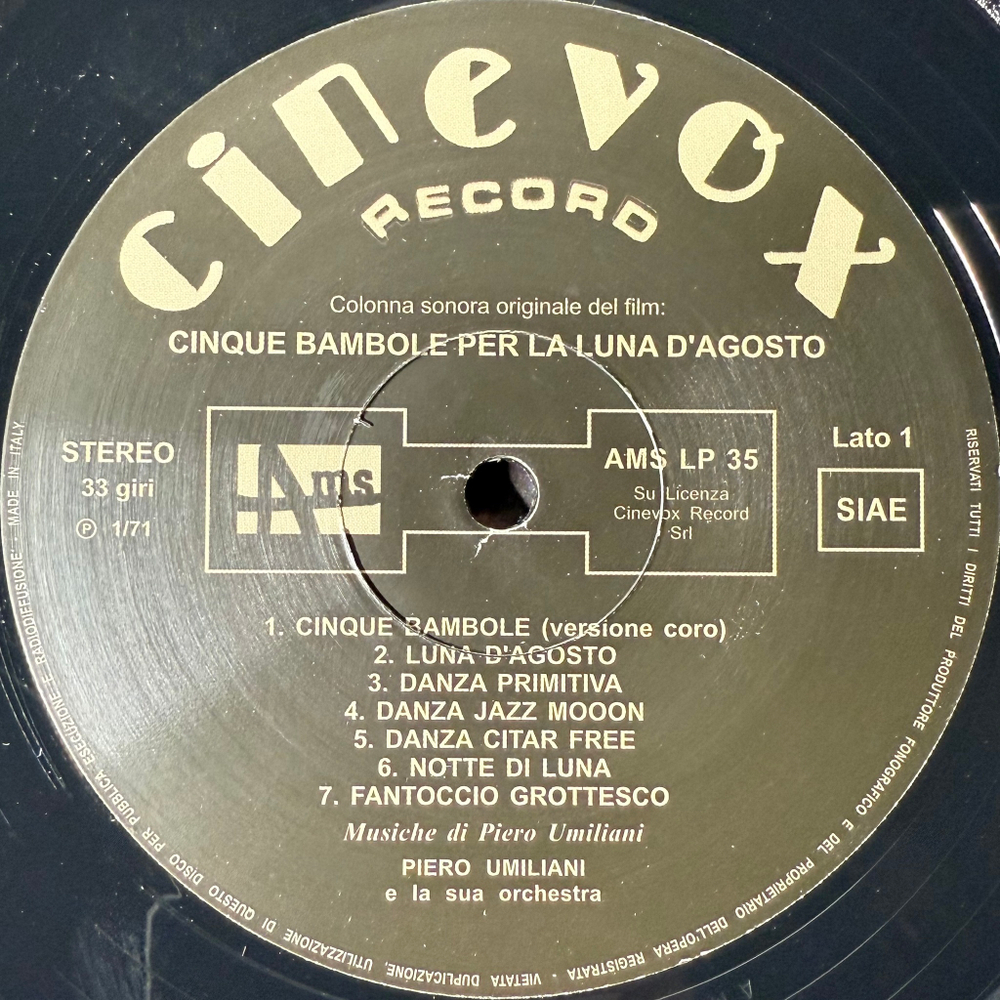 cinevox
RECORD
Colonna sonora originale del film:
CINQUE BAMBOLE PER LA LUNA D'AGOSTO
STEREO
33 giri
Ⓟ 1/71
Ams
AMS LP 35
Su Licenza
Cinevox Record
Srl
Lato 1
SIAE
1. CINQUE BAMBOLE (versione coro)
2. LUNA D'AGOSTO
3. DANZA PRIMITIVA
4. DANZA JAZZ MOOON
5. DANZA CITAR FREE
6. NOTTE DI LUNA
7. FANTOCCIO GROTTESCO
Musiche di Piero Umiliani
PIERO UMILIANI
e la sua orchestra
RISERVATI TUTTI I DIRITTI DEL PRODUTTORE FONOGRAFICO E DEL PROPRIETARIO DELL'OPERA REGISTRATA - VIETATA DUPLICAZIONE, UTILIZZAZIONE DI QUESTO DISCO PER PUBBLICA ESECUZIONE E RADIODIFFUSIONE' - MADE IN ITALY